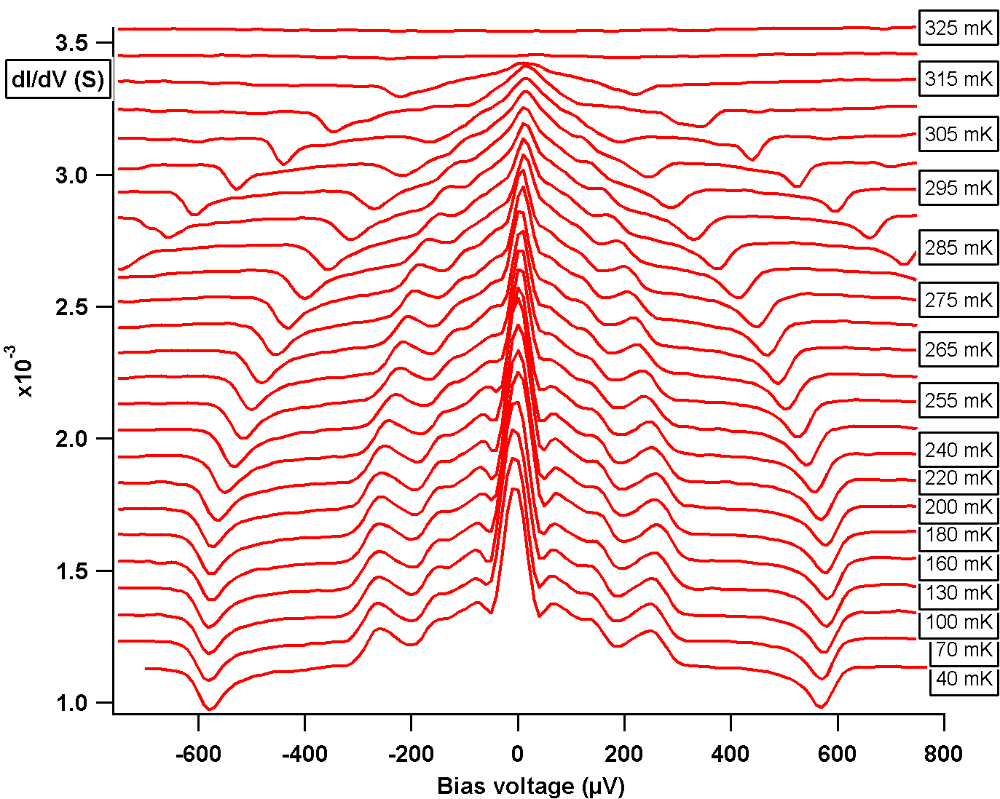 325 mK
3.5
dI/dV (S)
315 mK
305 mK
3.0
295 mK
285 mK
2.5
275 mK
265 mK
x10-3
255 mK
2.0
240 mK
220 mK
200 mK
180 mK
160 mK
1.5
130 mK
100 mK
70 mK
40 mK
1.0
-600 -400 -200 0 200 400 600 800
Bias voltage (µV)